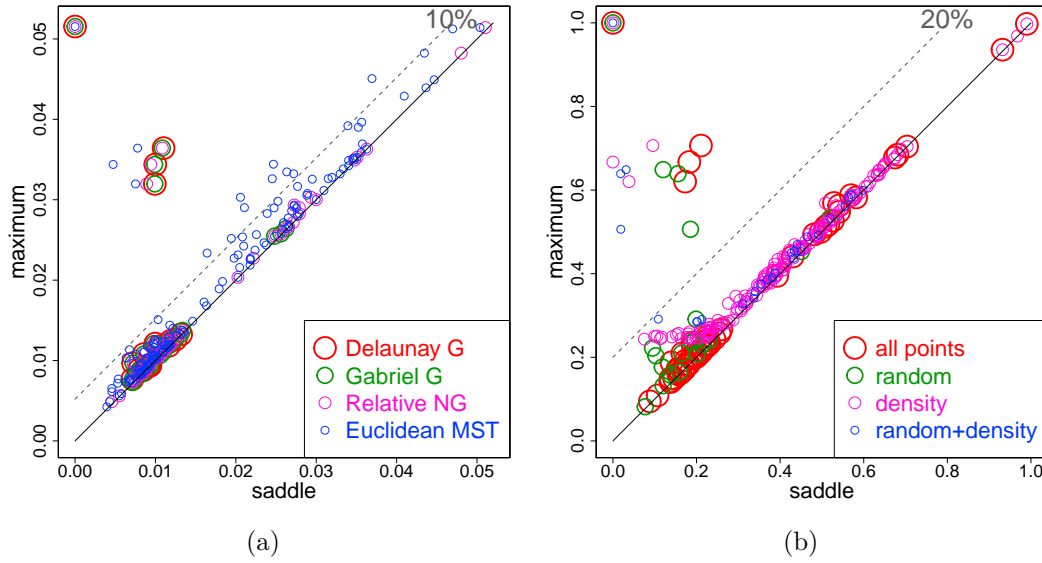 10%
maximum
0.00 0.01 0.02 0.03 0.04 0.05
Delaunay G
Gabriel G
Relative NG
Euclidean MST
0.00 0.01 0.02 0.03 0.04 0.05
saddle
(a)
20%
maximum
0.0 0.2 0.4 0.6 0.8 1.0
all points
random
density
random+density
0.0 0.2 0.4 0.6 0.8 1.0
saddle
(b)